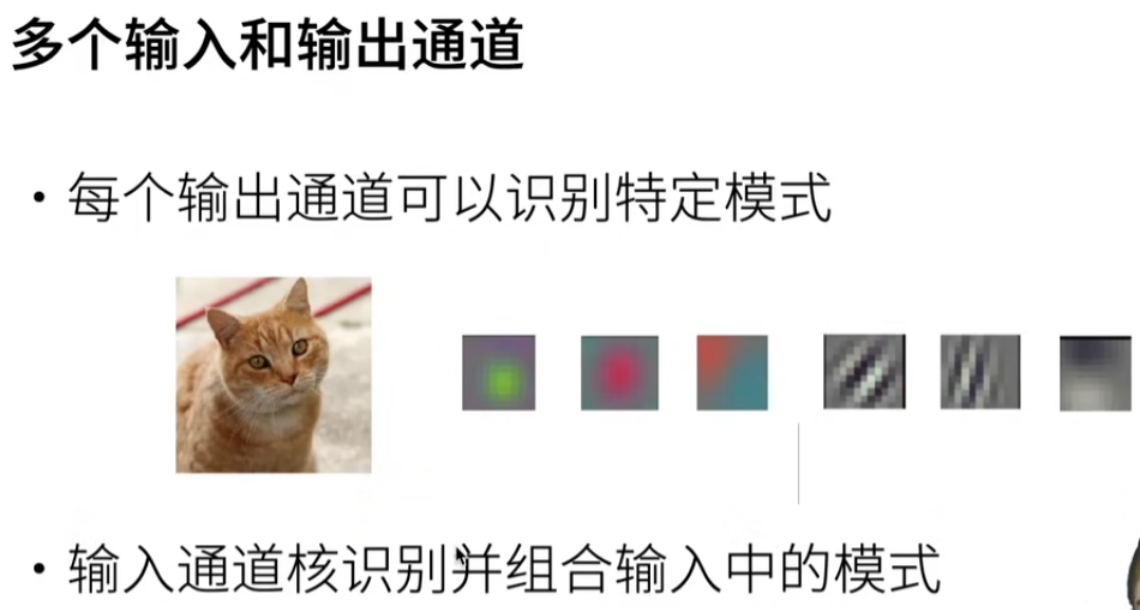 多个输入和输出通道
• 每个输出通道可以识别特定模式
• 输入通道核识别并组合输入中的模式